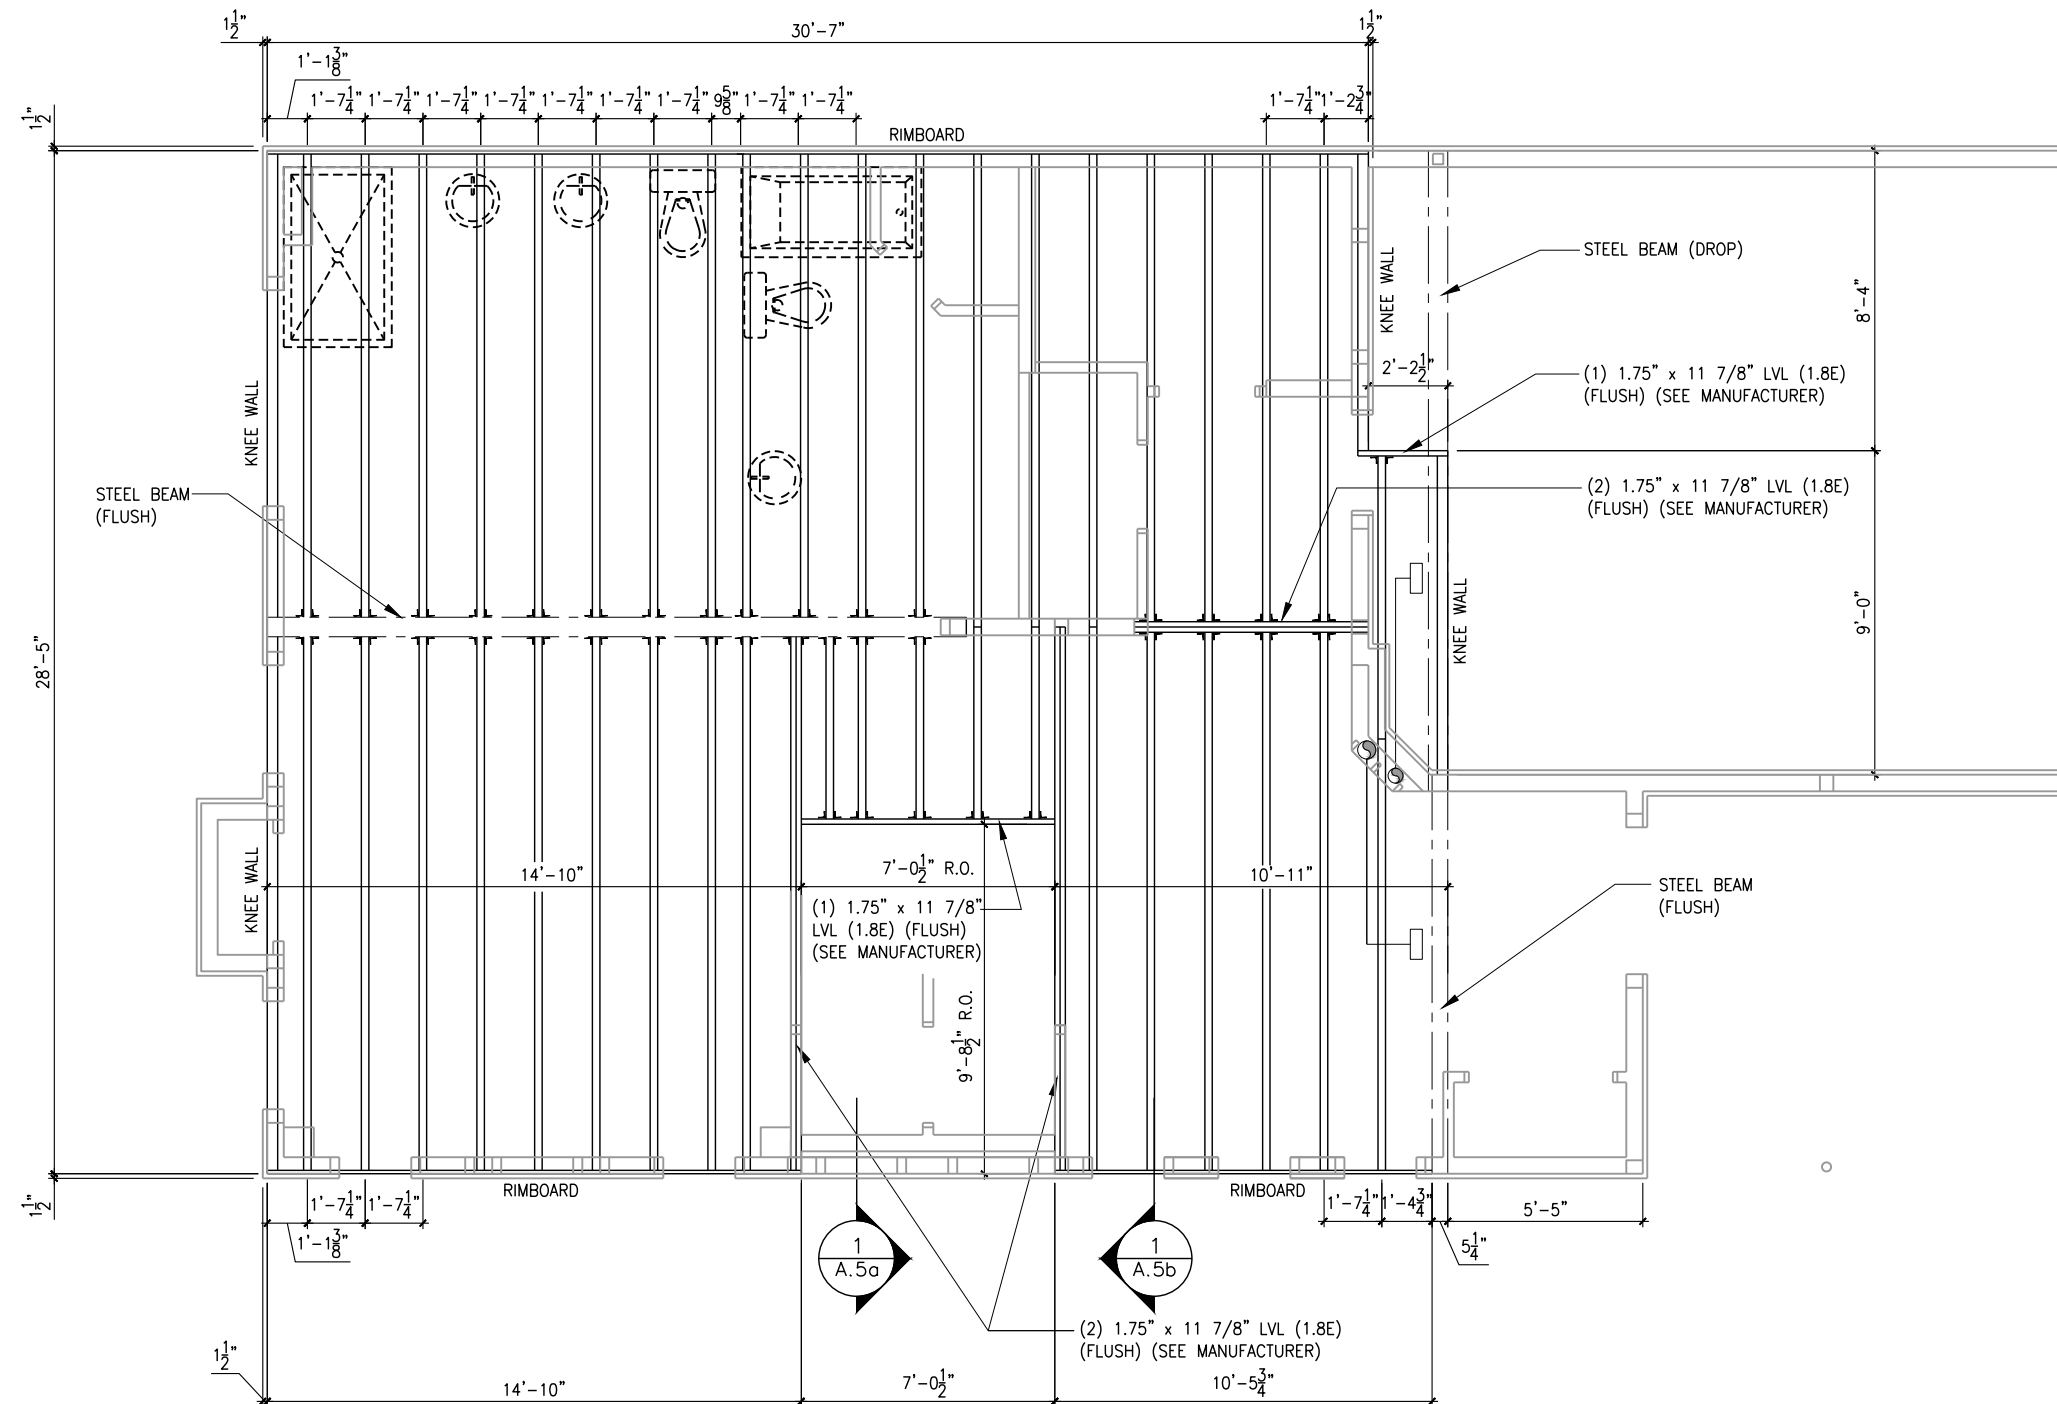 1 1/2"
30'-7"
1 1/2"
1'-1 3/8"
1'-7 1/4" 1'-7 1/4" 1'-7 1/4" 1'-7 1/4" 1'-7 1/4" 1'-7 1/4" 1'-7 1/4" 9 5/8" 1'-7 1/4" 1'-7 1/4"
1'-7 1/4" 1'-2 3/4"
1 1/2"
RIMBOARD
STEEL BEAM (DROP)
KNEE WALL
8'-4"
2'-2 1/2"
(1) 1.75" x 11 7/8" LVL (1.8E)
(FLUSH) (SEE MANUFACTURER)
KNEE WALL
STEEL BEAM
(FLUSH)
(2) 1.75" x 11 7/8" LVL (1.8E)
(FLUSH) (SEE MANUFACTURER)
9'-0"
KNEE WALL
28'-5"
KNEE WALL
14'-10"
7'-0 1/2" R.O.
10'-11"
STEEL BEAM
(FLUSH)
(1) 1.75" x 11 7/8"
LVL (1.8E) (FLUSH)
(SEE MANUFACTURER)
9'-8 1/2" R.O.
RIMBOARD
RIMBOARD
1 1/2"
1'-7 1/4" 1'-7 1/4"
1'-1 3/8"
1'-7 1/4" 1'-4 3/4"
5'-5"
5 1/4"
1
A.5a
1
A.5b
(2) 1.75" x 11 7/8" LVL (1.8E)
(FLUSH) (SEE MANUFACTURER)
1 1/2"
14'-10"
7'-0 1/2"
10'-5 3/4"